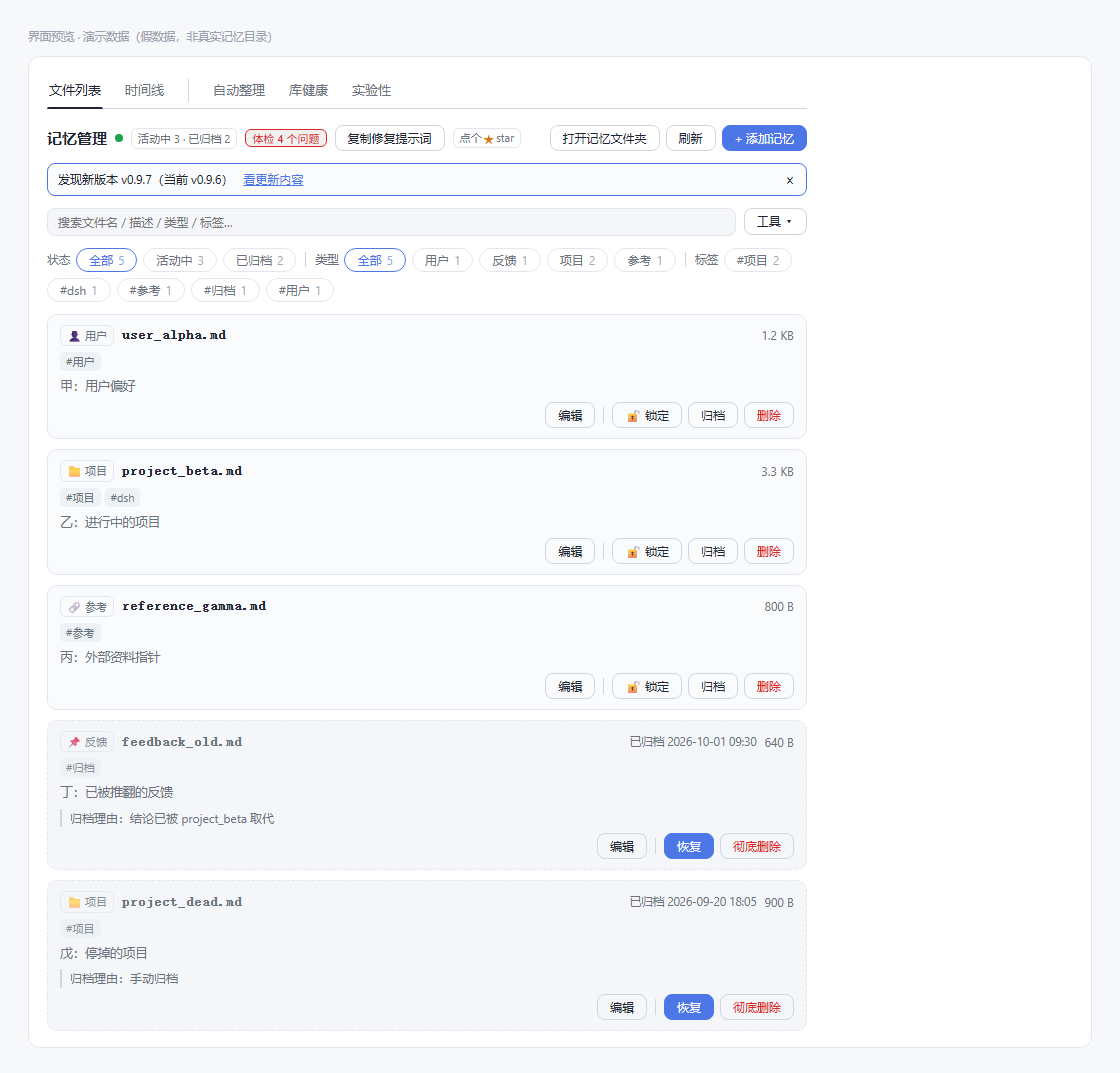 界面预览 · 演示数据（假数据，非真实记忆目录）
文件列表 时间线 自动整理 库健康 实验性
记忆管理 活动中 3 · 已归档 2 体检 4 个问题 复制修复提示词 点个 ★ star 打开记忆文件夹 刷新 + 添加记忆
发现新版本 v0.9.7（当前 v0.9.6） 看更新内容 ×
搜索文件名 / 描述 / 类型 / 标签... 工具 ▾
状态 全部 5 活动中 3 已归档 2 类型 全部 5 用户 1 反馈 1 项目 2 参考 1 标签 #项目 2
#dsh 1 #参考 1 #归档 1 #用户 1
用户 user_alpha.md 1.2 KB
#用户
甲：用户偏好
编辑 锁定 归档 删除
项目 project_beta.md 3.3 KB
#项目 #dsh
乙：进行中的项目
编辑 锁定 归档 删除
参考 reference_gamma.md 800 B
#参考
丙：外部资料指针
编辑 锁定 归档 删除
反馈 feedback_old.md 已归档 2026-10-01 09:30 640 B
#归档
丁：已被推翻的反馈
归档理由：结论已被 project_beta 取代
编辑 恢复 彻底删除
项目 project_dead.md 已归档 2026-09-20 18:05 900 B
#项目
戊：停掉的项目
归档理由：手动归档
编辑 恢复 彻底删除